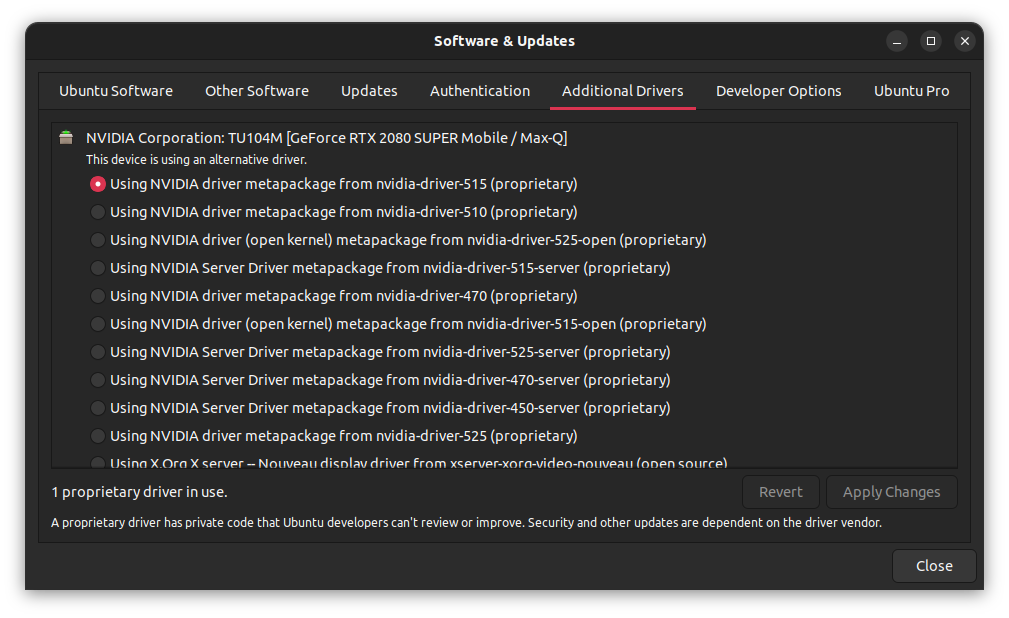 Software & Updates
Ubuntu Software Other Software Updates Authentication Additional Drivers Developer Options Ubuntu Pro
NVIDIA Corporation: TU104M [GeForce RTX 2080 SUPER Mobile / Max-Q]
This device is using an alternative driver.
Using NVIDIA driver metapackage from nvidia-driver-515 (proprietary)
Using NVIDIA driver metapackage from nvidia-driver-510 (proprietary)
Using NVIDIA driver (open kernel) metapackage from nvidia-driver-525-open (proprietary)
Using NVIDIA Server Driver metapackage from nvidia-driver-515-server (proprietary)
Using NVIDIA driver metapackage from nvidia-driver-470 (proprietary)
Using NVIDIA driver (open kernel) metapackage from nvidia-driver-515-open (proprietary)
Using NVIDIA Server Driver metapackage from nvidia-driver-525-server (proprietary)
Using NVIDIA Server Driver metapackage from nvidia-driver-470-server (proprietary)
Using NVIDIA Server Driver metapackage from nvidia-driver-450-server (proprietary)
Using NVIDIA driver metapackage from nvidia-driver-525 (proprietary)
Using X.Org X server -- Nouveau display driver from xserver-xorg-video-nouveau (open source)
1 proprietary driver in use.
Revert Apply Changes
A proprietary driver has private code that Ubuntu developers can't review or improve. Security and other updates are dependent on the driver vendor.
Close